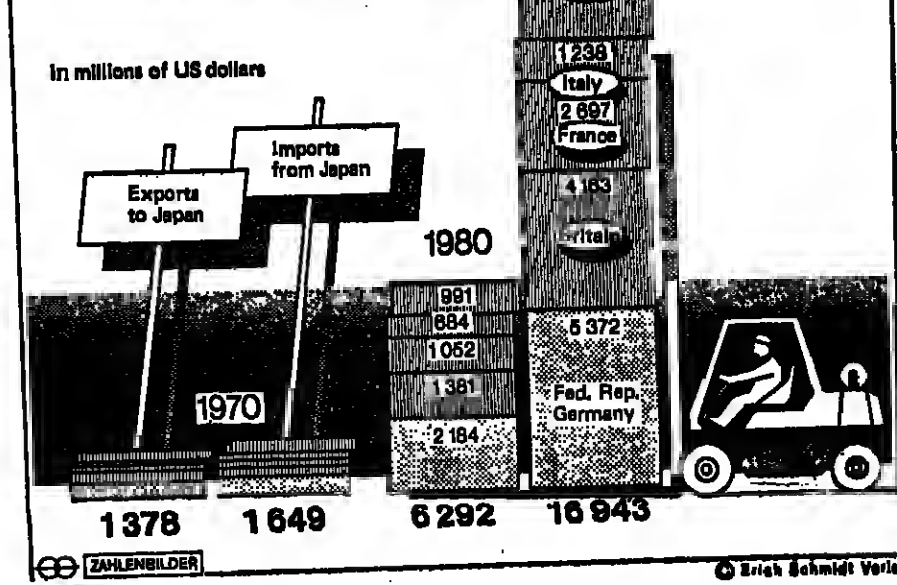 In millions of US dollars
Exports
to Japan
Imports
from Japan
1970
1 378
1 649
1980
991
684
1 052
1 381
2 184
6 292
1 238
Italy
2 697
France
4 163
Britain
5 372
Fed. Rep.
Germany
16 943
ZAHLENBILDER
© Erich Schmidt Verl